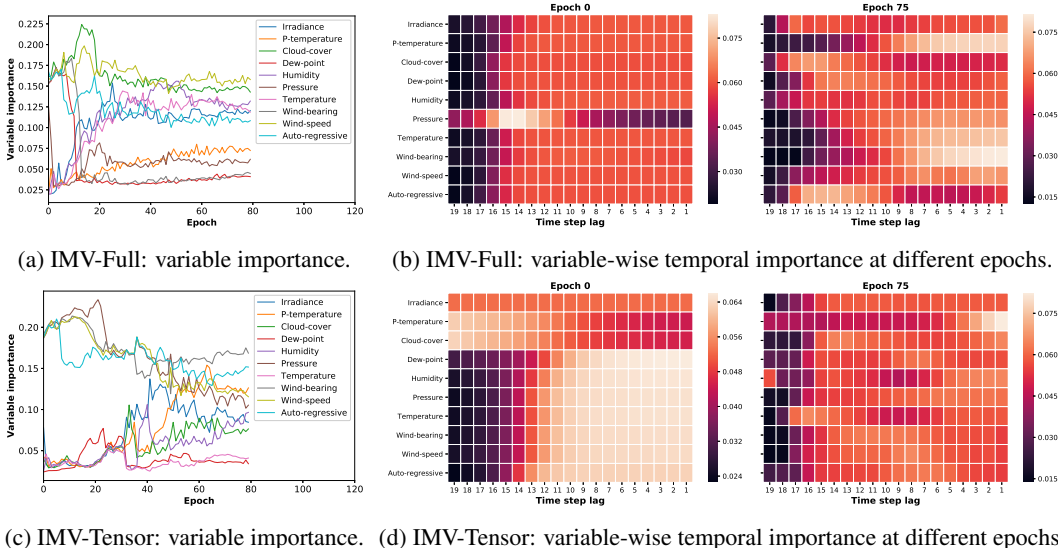 0.225
0.200
0.175
0.150
0.125
0.100
0.075
0.050
0.025
Variable importance
0 20 40 60 80 100 120
Epoch
Irradiance
P-temperature
Cloud-cover
Dew-point
Humidity
Pressure
Temperature
Wind-bearing
Wind-speed
Auto-regressive
Epoch 0
Irradiance
P-temperature
Cloud-cover
Dew-point
Humidity
Pressure
Temperature
Wind-bearing
Wind-speed
Auto-regressive
19 18 17 16 15 14 13 12 11 10 9 8 7 6 5 4 3 2 1
Time step lag
0.075
0.060
0.045
0.030
Epoch 75
19 18 17 16 15 14 13 12 11 10 9 8 7 6 5 4 3 2 1
Time step lag
0.075
0.060
0.045
0.030
0.015
(a) IMV-Full: variable importance.
(b) IMV-Full: variable-wise temporal importance at different epochs.
0.20
0.15
0.10
0.05
Variable importance
0 20 40 60 80 100 120
Epoch
Irradiance
P-temperature
Cloud-cover
Dew-point
Humidity
Pressure
Temperature
Wind-bearing
Wind-speed
Auto-regressive
Epoch 0
Irradiance
P-temperature
Cloud-cover
Dew-point
Humidity
Pressure
Temperature
Wind-bearing
Wind-speed
Auto-regressive
19 18 17 16 15 14 13 12 11 10 9 8 7 6 5 4 3 2 1
Time step lag
0.064
0.056
0.048
0.040
0.032
0.024
Epoch 75
19 18 17 16 15 14 13 12 11 10 9 8 7 6 5 4 3 2 1
Time step lag
0.075
0.060
0.045
0.030
0.015
(c) IMV-Tensor: variable importance.
(d) IMV-Tensor: variable-wise temporal importance at different epochs